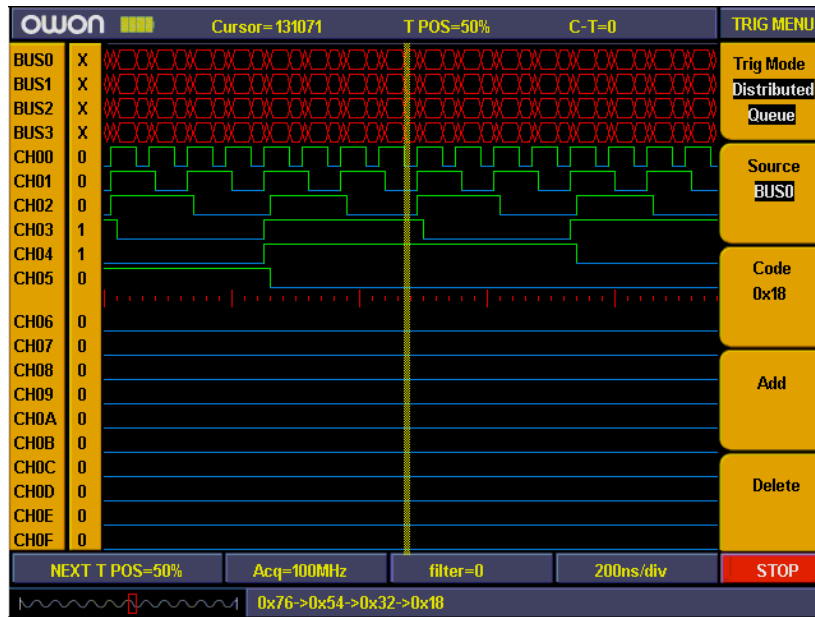 OWON Cursor=131071 T POS=50% C-T=0 TRIG MENU
BUS0 X
BUS1 X
BUS2 X
BUS3 X
CH00 0
CH01 0
CH02 0
CH03 1
CH04 1
CH05 0
CH06 0
CH07 0
CH08 0
CH09 0
CH0A 0
CH0B 0
CH0C 0
CH0D 0
CH0E 0
CH0F 0
Trig Mode
Distributed
Queue
Source
BUS0
Code
0x18
Add
Delete
NEXT T POS=50% Acq=100MHz filter=0 200ns/div STOP
0x76->0x54->0x32->0x18